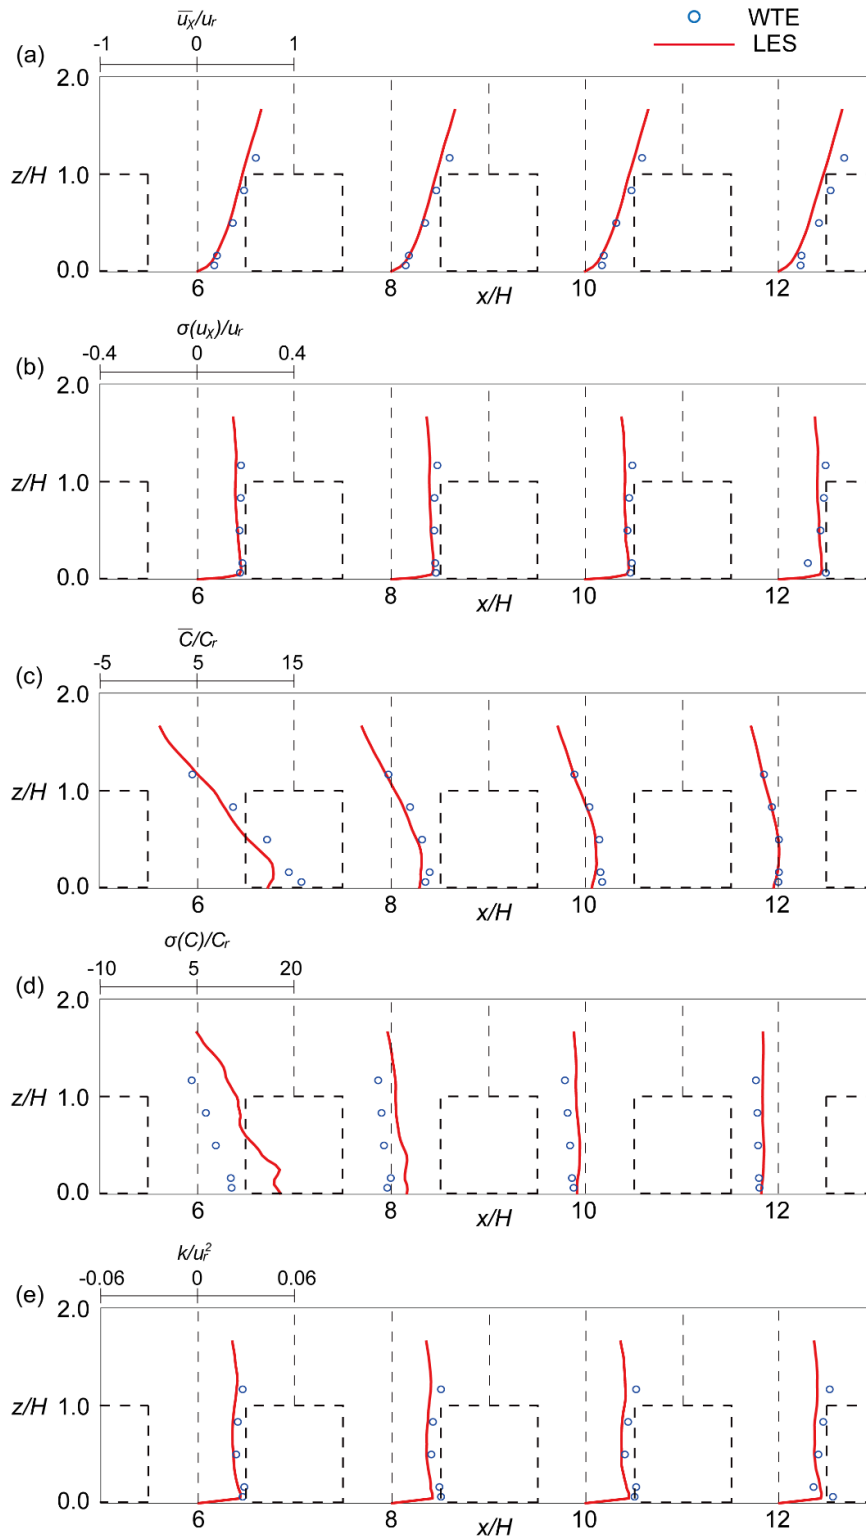 u̅x/ur
WTE
-1 0 1
LES
(a)
2.0
z/H
1.0
0.0
6 8 10 12
x/H
σ(ux)/ur
-0.4 0 0.4
(b)
2.0
z/H
1.0
0.0
6 8 10 12
x/H
C̅/Cr
-5 5 15
(c)
2.0
z/H
1.0
0.0
6 8 10 12
x/H
σ(C)/Cr
-10 5 20
(d)
2.0
z/H
1.0
0.0
6 8 10 12
x/H
k/ur²
-0.06 0 0.06
(e)
2.0
z/H
1.0
0.0
6 8 10 12
x/H